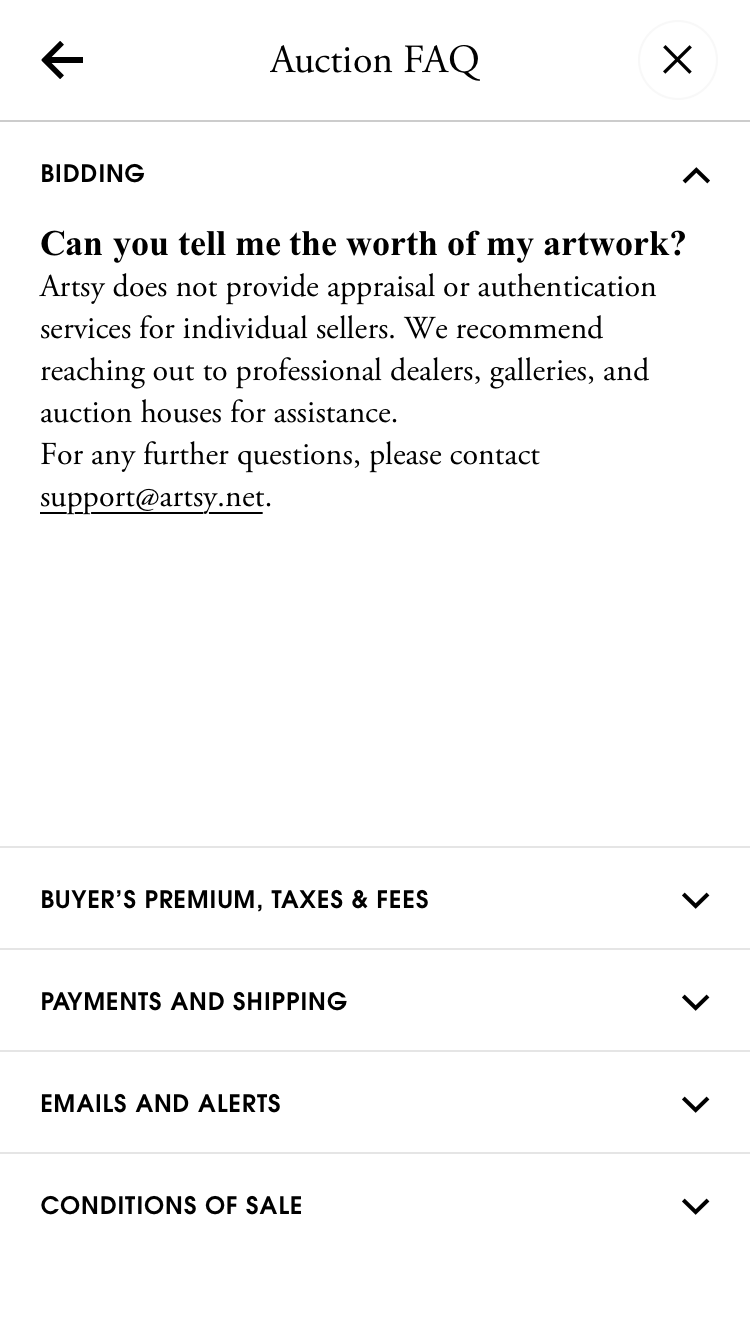 Auction FAQ
BIDDING
Can you tell me the worth of my artwork?
Artsy does not provide appraisal or authentication
services for individual sellers. We recommend
reaching out to professional dealers, galleries, and
auction houses for assistance.
For any further questions, please contact
support@artsy.net.
BUYER’S PREMIUM, TAXES & FEES
PAYMENTS AND SHIPPING
EMAILS AND ALERTS
CONDITIONS OF SALE